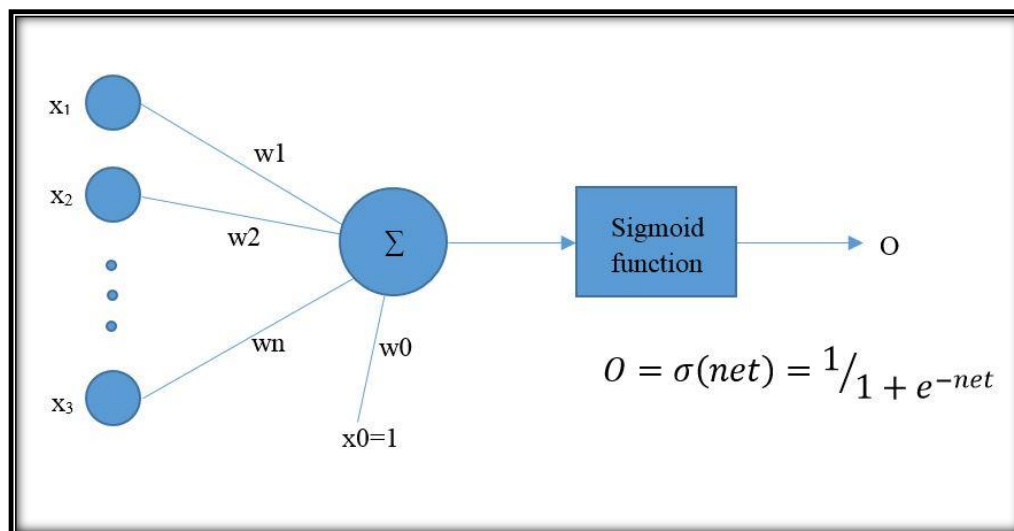 x₁
w1
x₂
w2
∑
Sigmoid
function
O
wn
w0
x₃
x0=1
O = σ(net) = 1/1 + e^{-net}